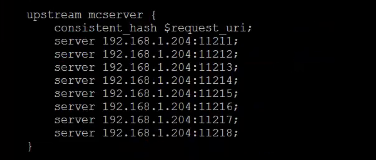 upstream mcserver {
consistent_hash $request_uri;
server 192.168.1.204:11211;
server 192.168.1.204:11212;
server 192.168.1.204:11213;
server 192.168.1.204:11214;
server 192.168.1.204:11215;
server 192.168.1.204:11216;
server 192.168.1.204:11217;
server 192.168.1.204:11218;
}